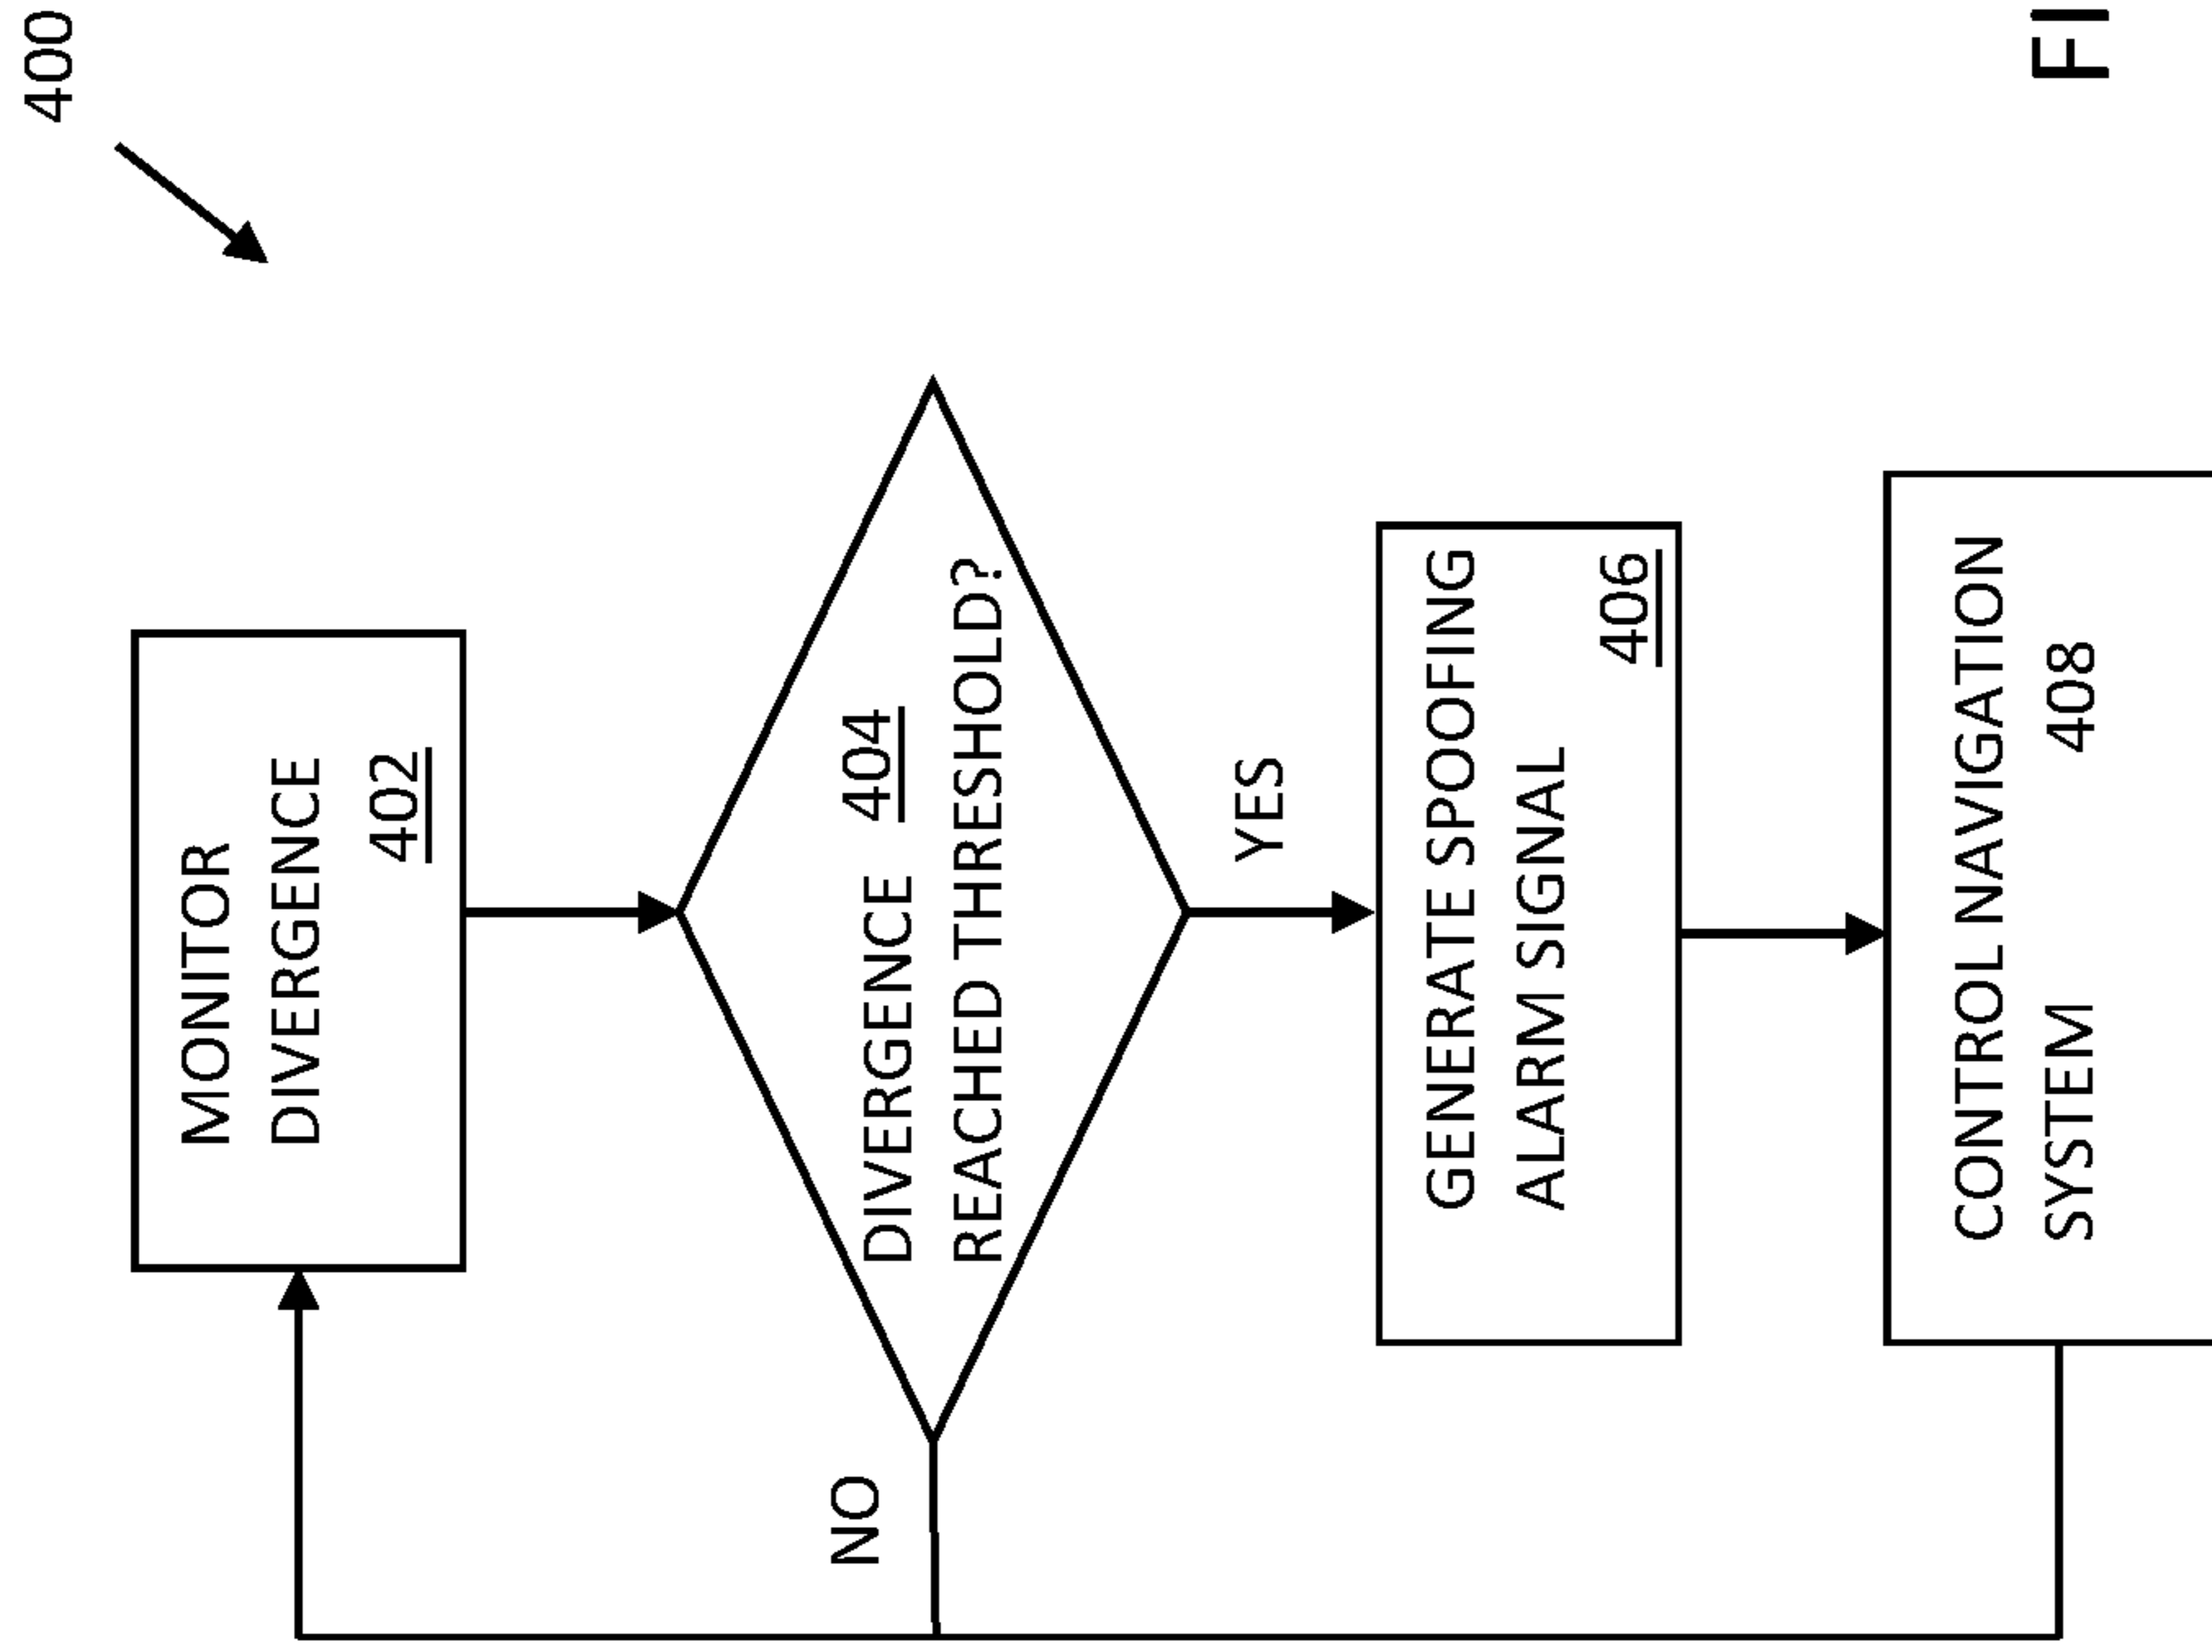 400
MONITOR
DIVERGENCE
402
DIVERGENCE 404
REACHED THRESHOLD?
NO
YES
GENERATE SPOOFING
ALARM SIGNAL
406
CONTROL NAVIGATION
SYSTEM 408
FI